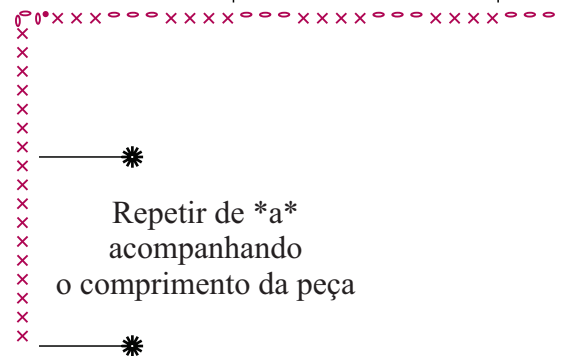 Repetir de *a*
acompanhando
o comprimento da peça